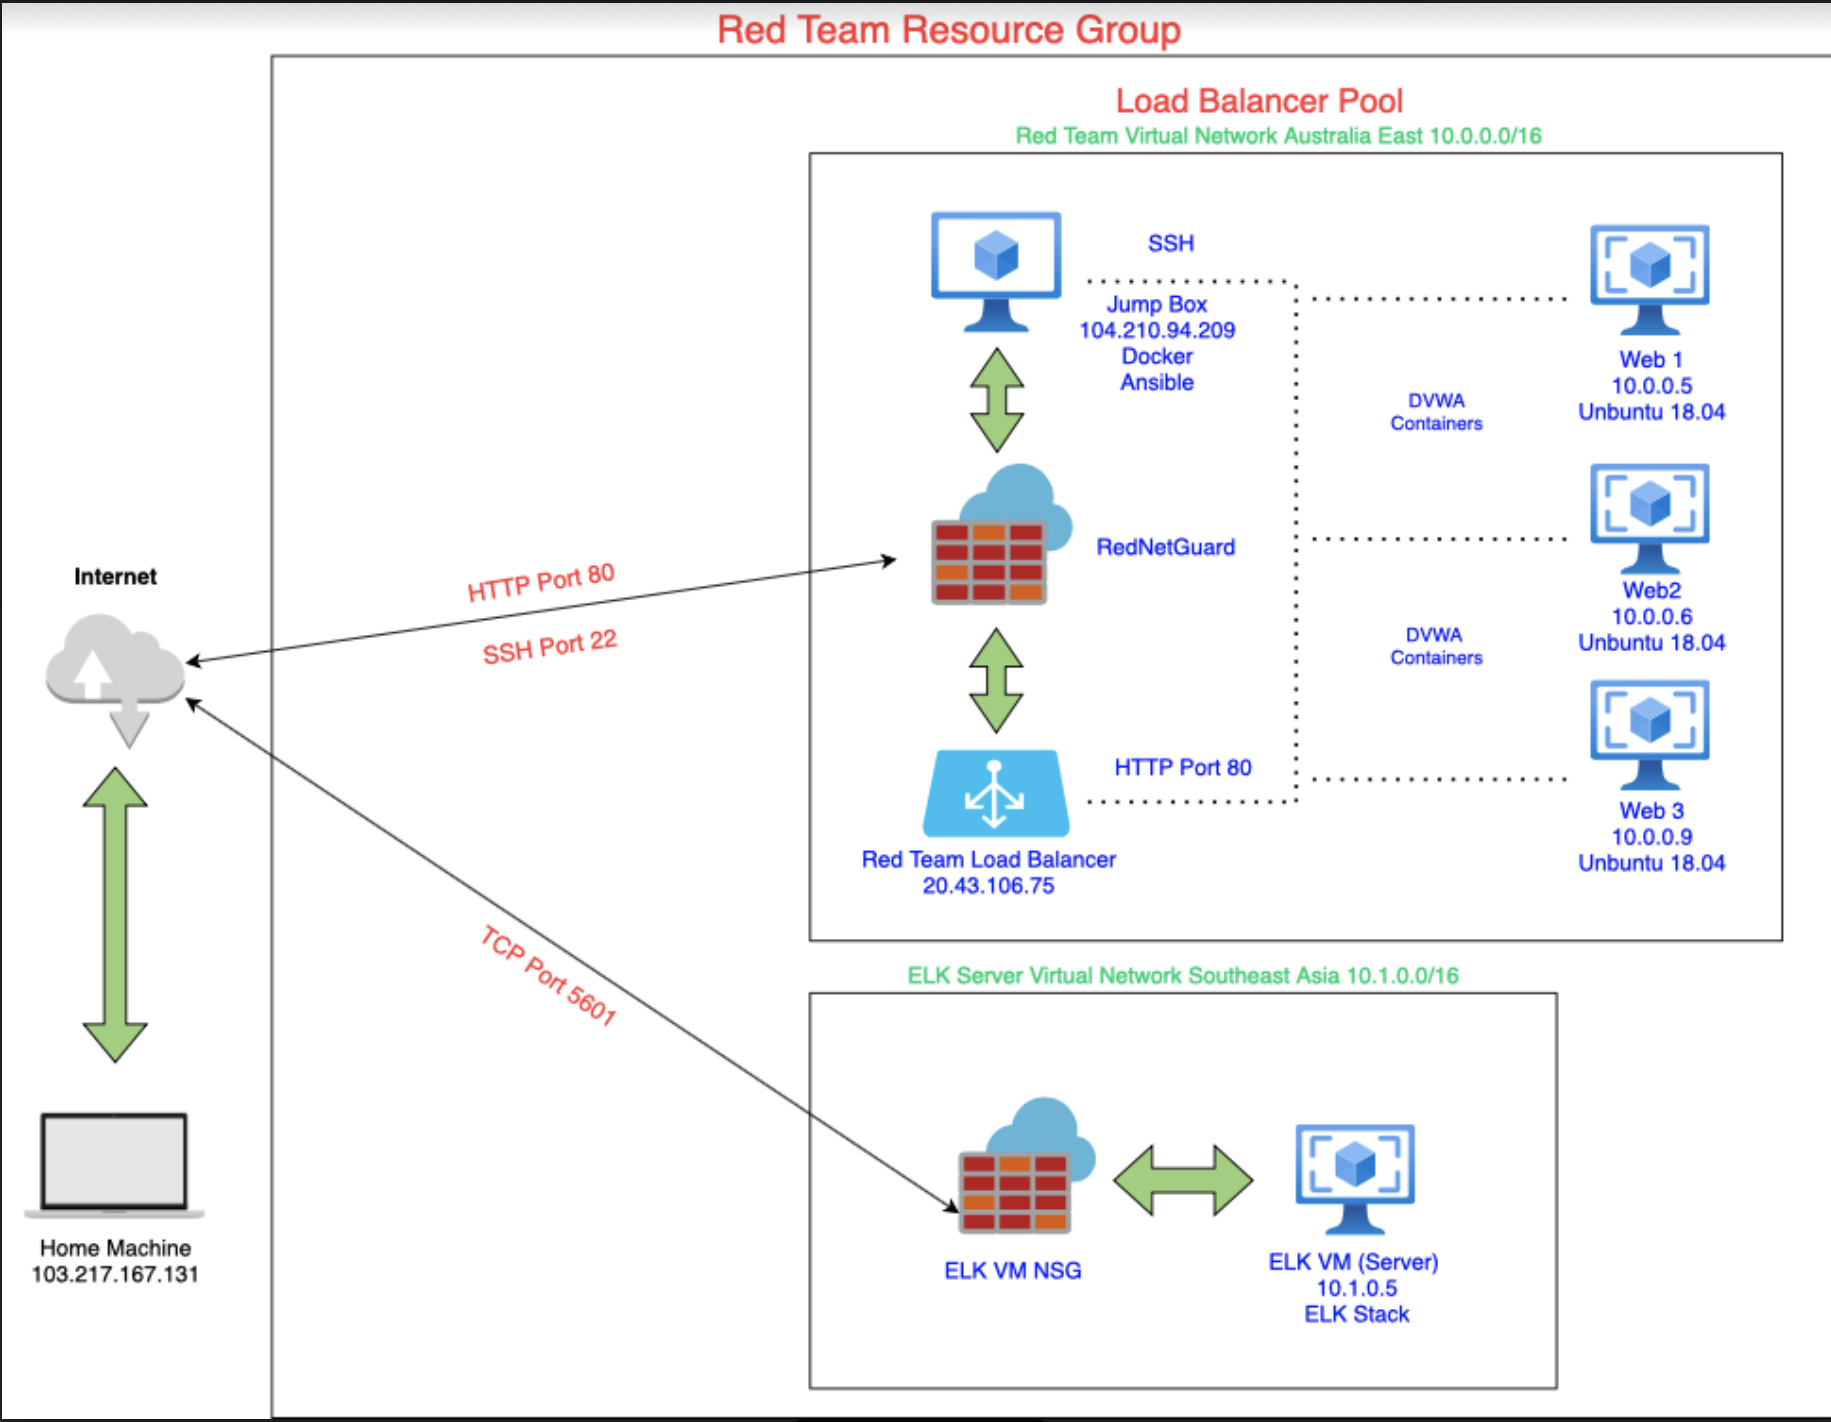 Red Team Resource Group
Load Balancer Pool
Red Team Virtual Network Australia East 10.0.0.0/16
SSH
Jump Box
104.210.94.209
Docker
Ansible
Web 1
10.0.0.5
Unbuntu 18.04
DVWA
Containers
RedNetGuard
Web2
10.0.0.6
Unbuntu 18.04
DVWA
Containers
HTTP Port 80
Red Team Load Balancer
20.43.106.75
Web 3
10.0.0.9
Unbuntu 18.04
Internet
HTTP Port 80
SSH Port 22
TCP Port 5601
Home Machine
103.217.167.131
ELK Server Virtual Network Southeast Asia 10.1.0.0/16
ELK VM NSG
ELK VM (Server)
10.1.0.5
ELK Stack